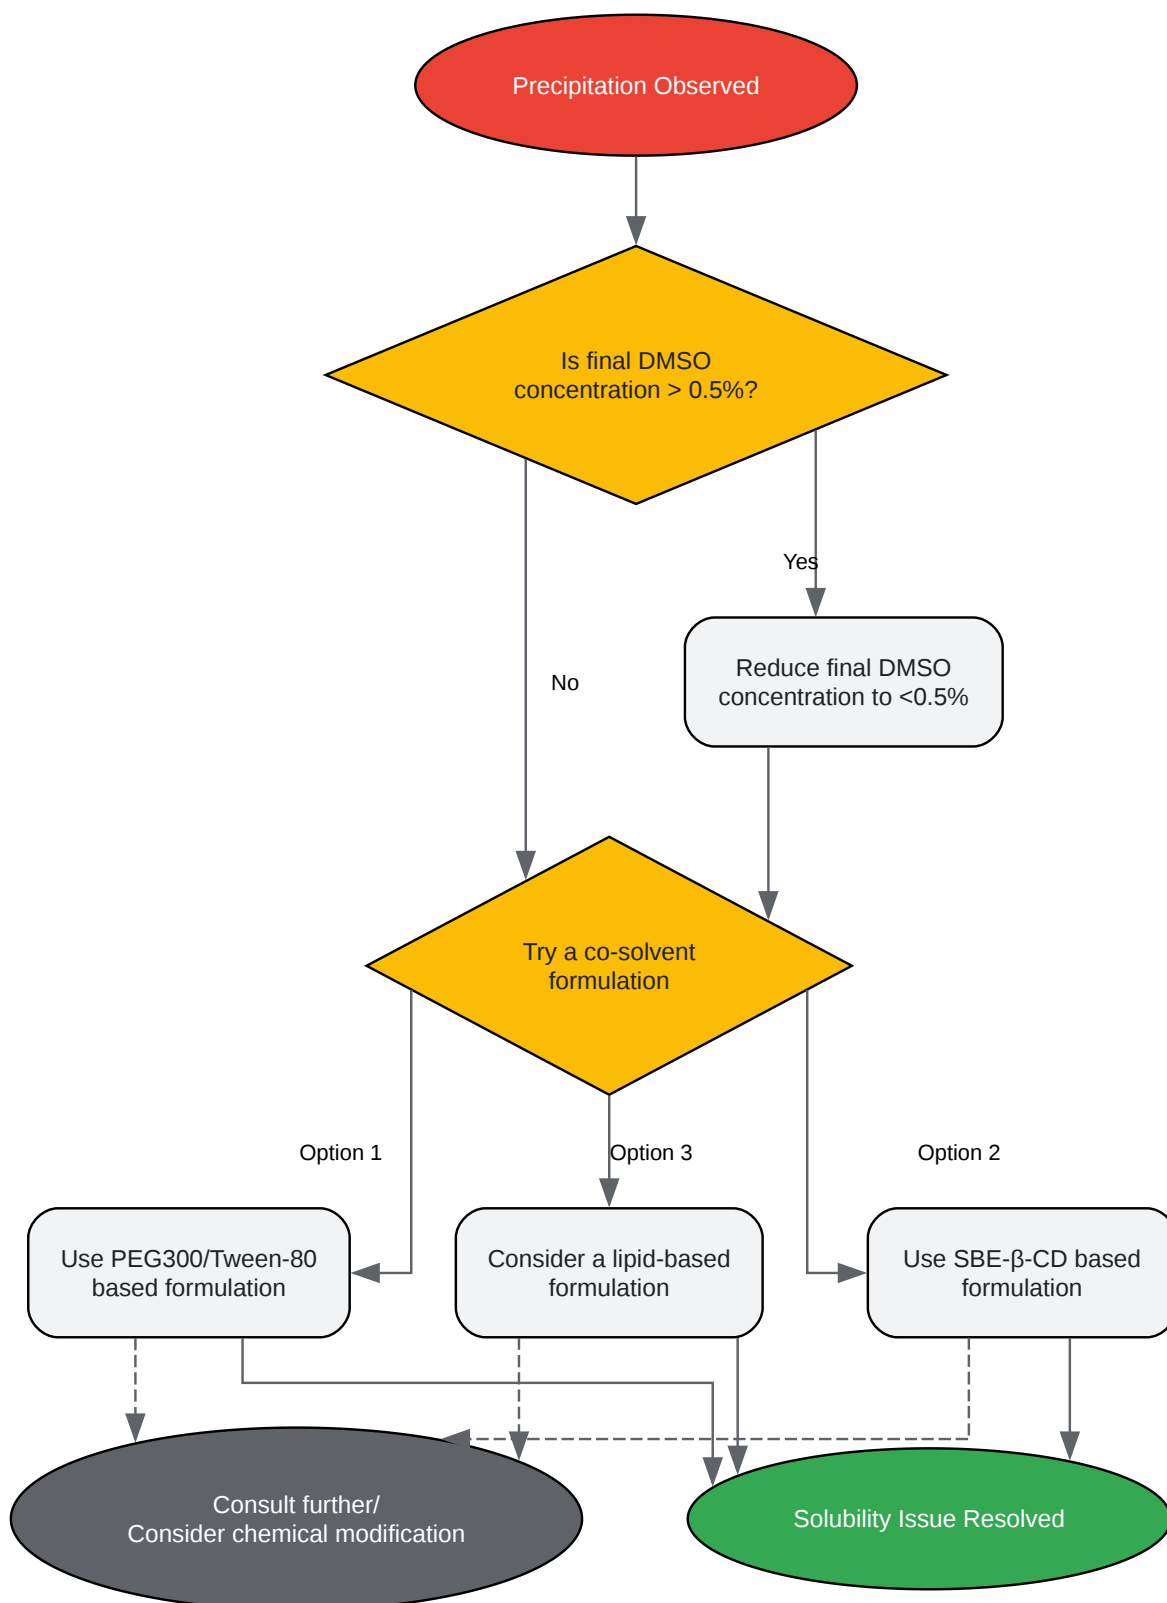 Precipitation Observed
Is final DMSO
concentration > 0.5%?
Yes
Reduce final DMSO
concentration to <0.5%
No
Try a co-solvent
formulation
Option 1
Option 3
Option 2
Use PEG300/Tween-80
based formulation
Consider a lipid-based
formulation
Use SBE-β-CD based
formulation
Consult further/
Consider chemical modification
Solubility Issue Resolved